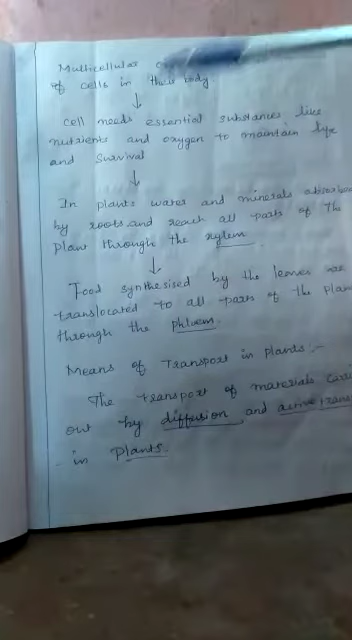 Multicellular
of cells in their body.
cell needs essential substances like
nutrients and oxygen to maintain life
and survival
In plants water and minerals absorbed
by roots and reach all parts of the
plant through the xylem
Food synthesised by the leaves are
translocated to all parts of the plan
through the phloem.
Means of Transport in plants :-
The transport of materials carri
out by diffusion and active trans
in plants.